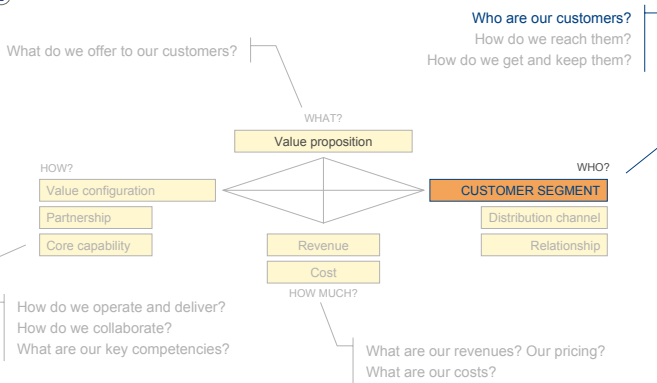 Who are our customers?
How do we reach them?
How do we get and keep them?
What do we offer to our customers?
WHAT?
Value proposition
HOW?
Value configuration
Partnership
Core capability
WHO?
CUSTOMER SEGMENT
Distribution channel
Relationship
Revenue
Cost
HOW MUCH?
How do we operate and deliver?
How do we collaborate?
What are our key competencies?
What are our revenues? Our pricing?
What are our costs?